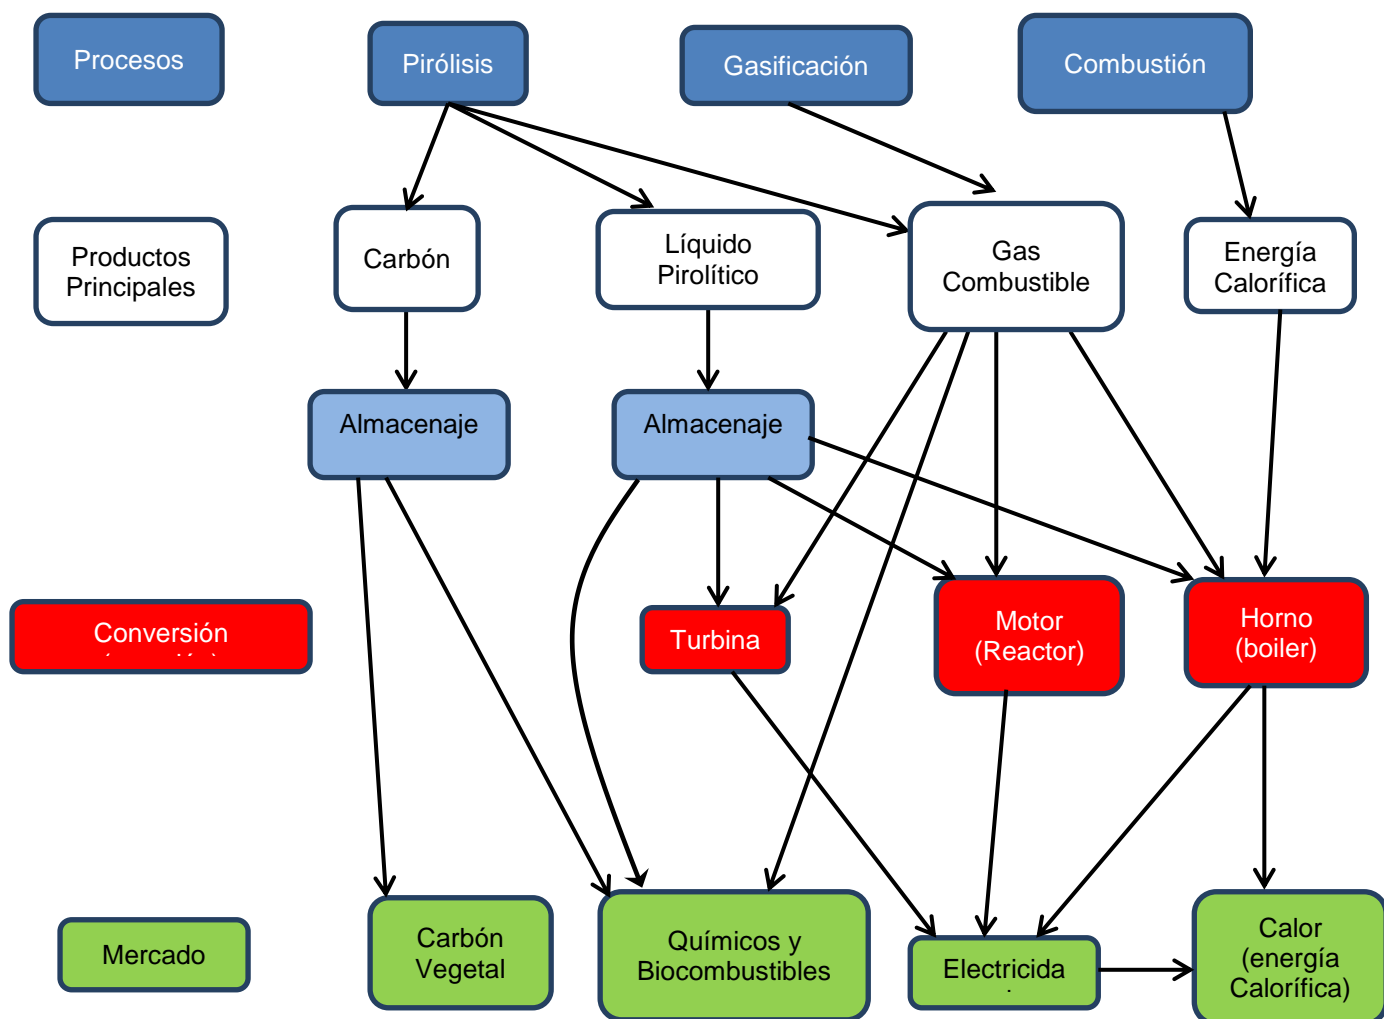 Procesos
Pirólisis
Gasificación
Combustión
Productos
Principales
Carbón
Líquido
Pirolítico
Gas
Combustible
Energía
Calorífica
Almacenaje
Almacenaje
Conversión
Turbina
Motor
(Reactor)
Horno
(boiler)
Mercado
Carbón
Vegetal
Químicos y
Biocombustibles
Electricida
Calor
(energía
Calorífica)